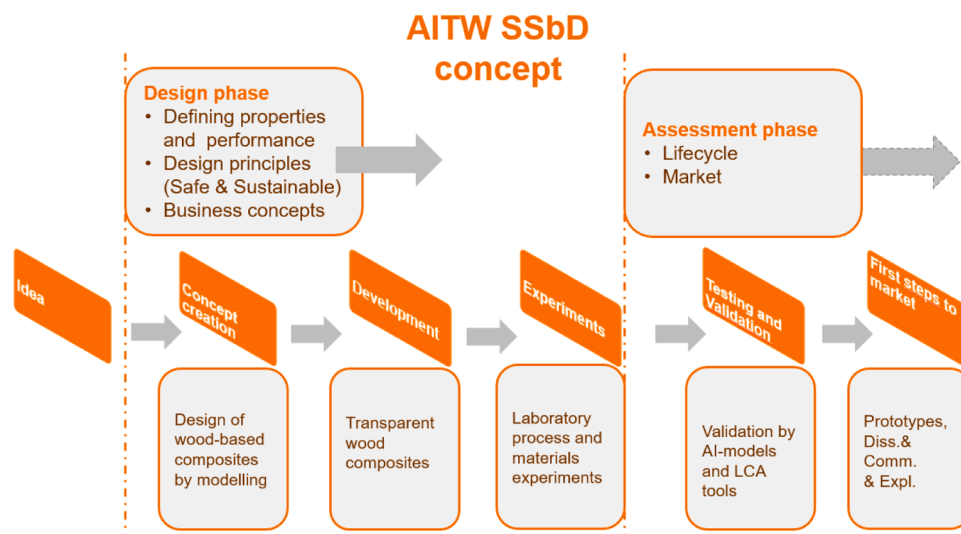 AITW SSbD
concept
Design phase
• Defining properties
and performance
• Design principles
(Safe & Sustainable)
• Business concepts
Assessment phase
• Lifecycle
• Market
Idea
Concept
creation
Development
Experiments
Testing and
Validation
First steps to
market
Design of
wood-based
composites
by modelling
Transparent
wood
composites
Laboratory
process and
materials
experiments
Validation by
AI-models
and LCA
tools
Prototypes,
Diss.&
Comm.
& Expl.